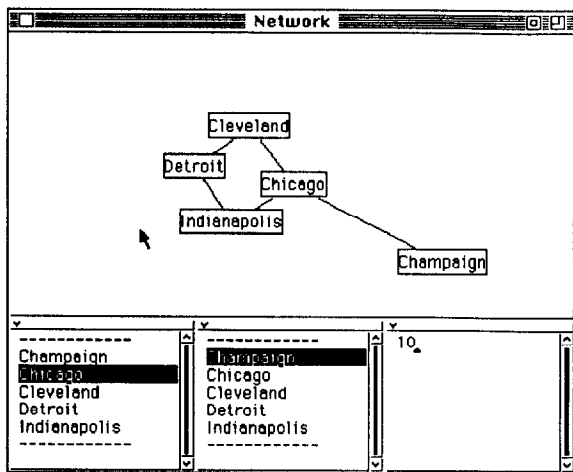 Network
Cleveland
Detroit
Chicago
Indianapolis
Champaign
------------
Champaign
Chicago
Cleveland
Detroit
Indianapolis
------------
------------
Champaign
Chicago
Cleveland
Detroit
Indianapolis
------------
10